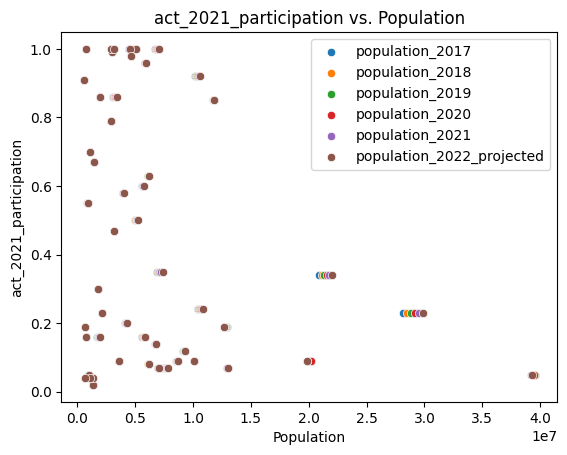 act_2021_participation vs. Population
act_2021_participation
1.0
0.8
0.6
0.4
0.2
0.0
population_2017
population_2018
population_2019
population_2020
population_2021
population_2022_projected
0.0 0.5 1.0 1.5 2.0 2.5 3.0 3.5 4.0
1e7
Population